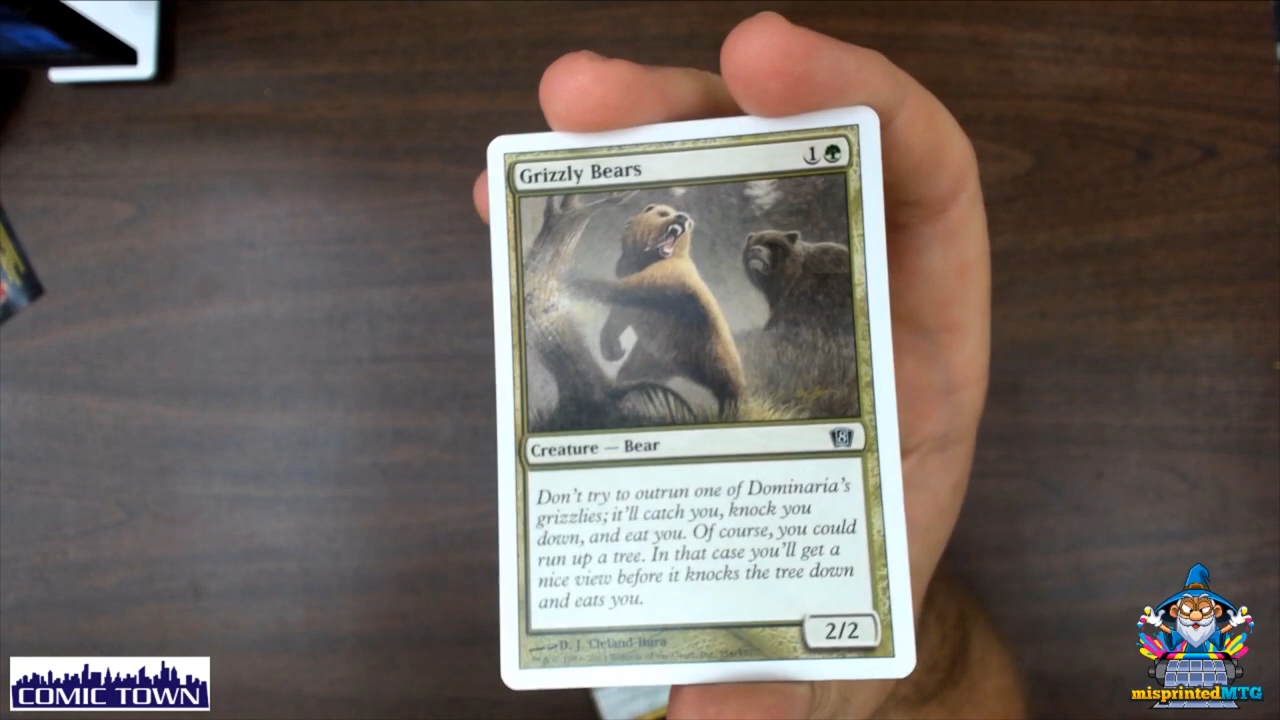 Grizzly Bears
1
Creature — Bear
8
Don't try to outrun one of Dominaria's
grizzlies; it'll catch you, knock you
down, and eat you. Of course, you could
run up a tree. In that case you'll get a
nice view before it knocks the tree down
and eats you.
2/2
D. J. Cleland-Hura
COMIC TOWN
misprintedMTG